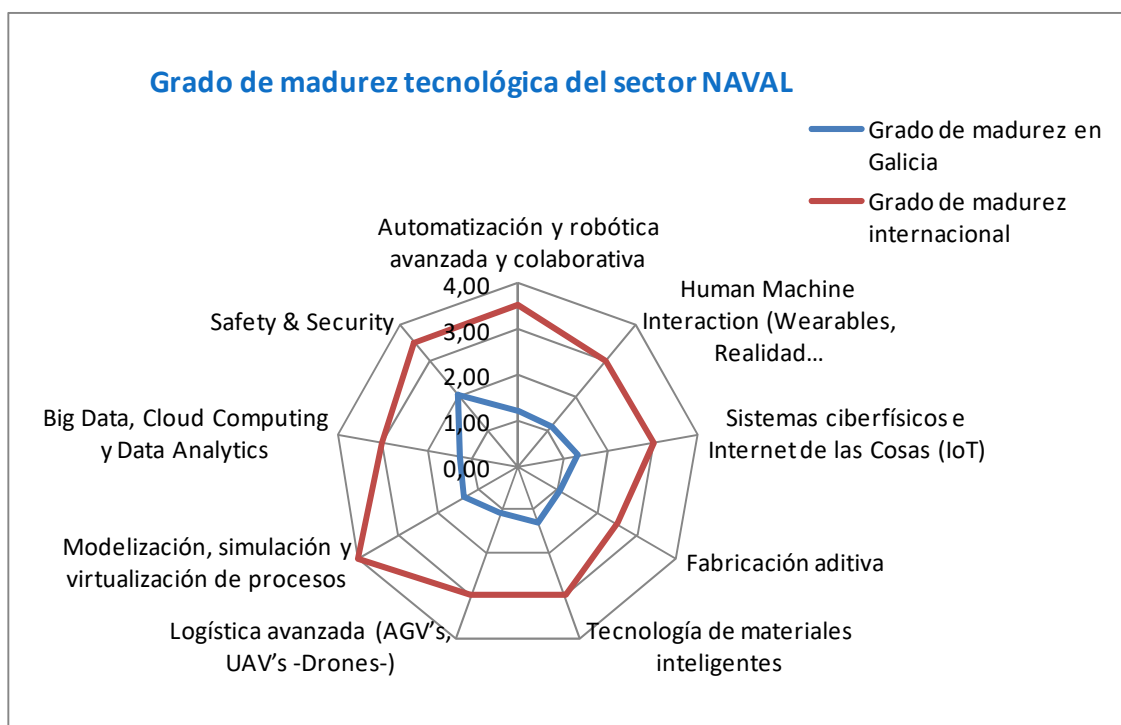 Grado de madurez tecnológica del sector NAVAL
Grado de madurez en
Galicia
Grado de madurez
internacional
Automatización y robótica
avanzada y colaborativa
Human Machine
Interaction (Wearables,
Realidad...
Sistemas ciberfísicos e
Internet de las Cosas (IoT)
Fabricación aditiva
Tecnología de materiales
inteligentes
Logística avanzada (AGV’s,
UAV’s -Drones-)
Modelización, simulación y
virtualización de procesos
Big Data, Cloud Computing
y Data Analytics
Safety & Security
4,00
3,00
2,00
1,00
0,00